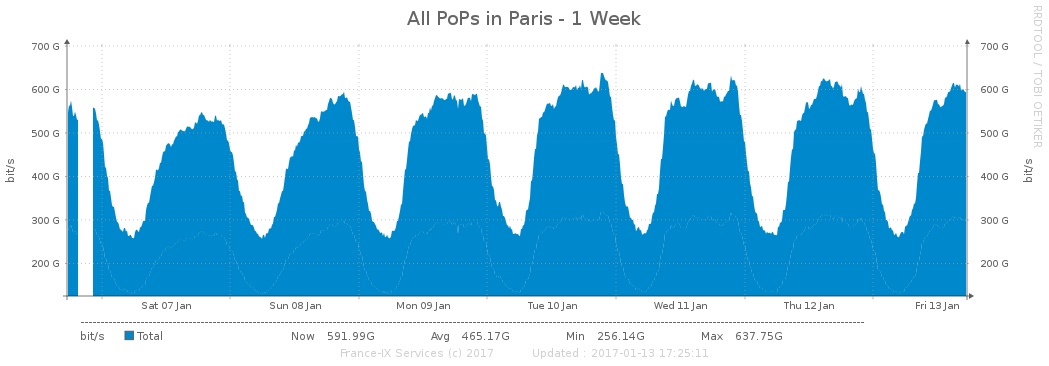 All PoPs in Paris - 1 Week
RRDTOOL / TOBI OETIKER
700 G 700 G
600 G 600 G
500 G 500 G
400 G 400 G
300 G 300 G
200 G 200 G
bit/s bit/s
Sat 07 Jan Sun 08 Jan Mon 09 Jan Tue 10 Jan Wed 11 Jan Thu 12 Jan Fri 13 Jan
bit/s Total Now 591.99G Avg 465.17G Min 256.14G Max 637.75G
France-IX Services (c) 2017 Updated : 2017-01-13 17:25:11